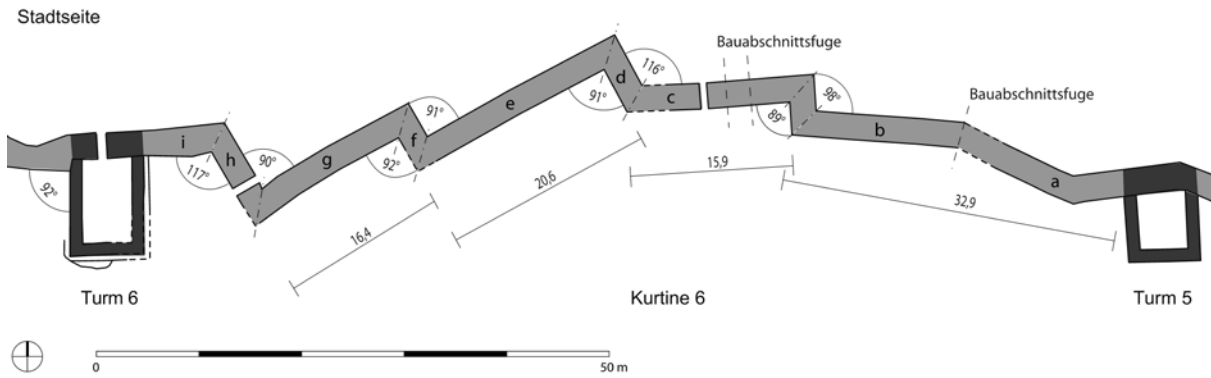 Stadtseite
Bauabschnittsfuge
Bauabschnittsfuge
92°
i
117°
h
90°
g
92°
f
91°
e
91°
d
116°
c
89°
98°
b
a
16,4
20,6
15,9
32,9
Turm 6
Kurtine 6
Turm 5
0
50 m